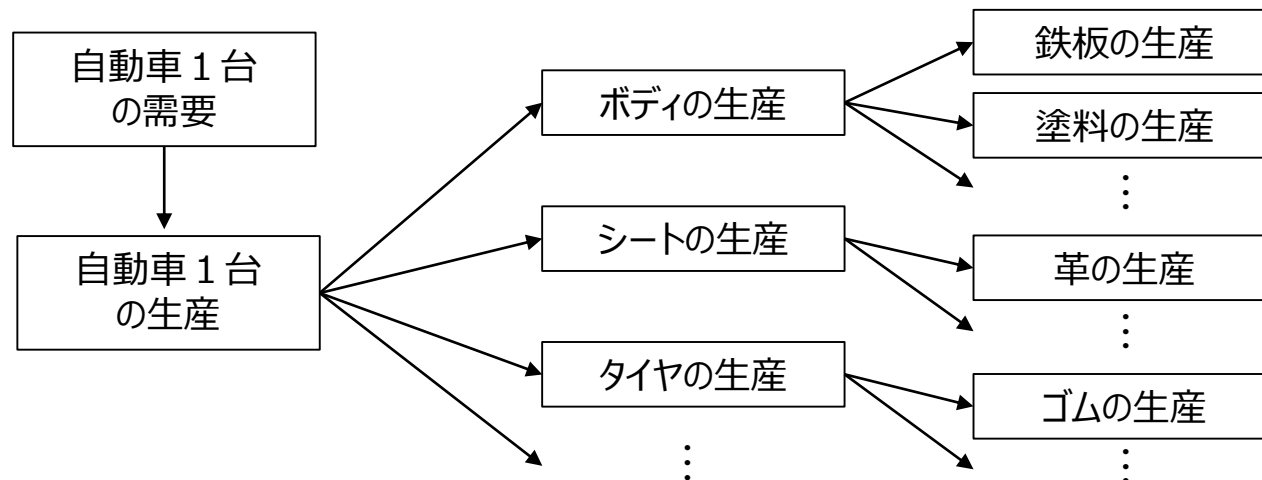 自動車１台
の需要
自動車１台
の生産
ボディの生産
シートの生産
タイヤの生産
⋮
鉄板の生産
塗料の生産
⋮
革の生産
⋮
ゴムの生産
⋮